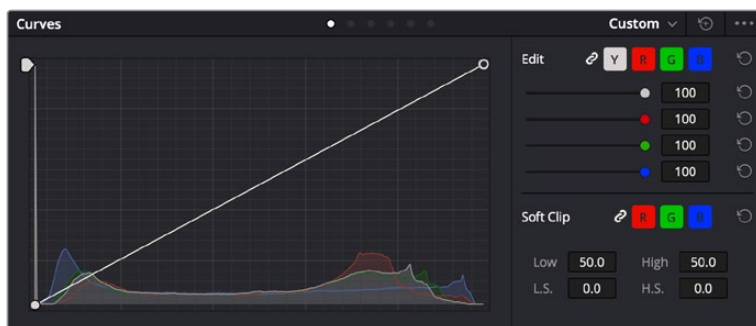 Curves Custom
Edit Y R G B
100
100
100
100
Soft Clip R G B
Low 50.0 High 50.0
L.S. 0.0 H.S. 0.0